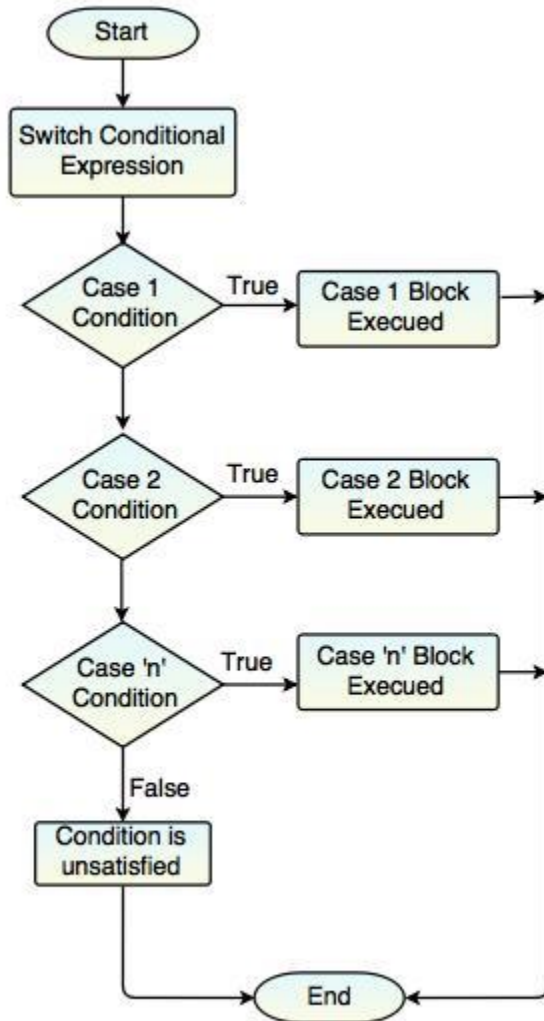 Start
Switch Conditional
Expression
Case 1
Condition
True
Case 1 Block
Execued
Case 2
Condition
True
Case 2 Block
Execued
Case 'n'
Condition
True
Case 'n' Block
Execued
False
Condition is
unsatisfied
End